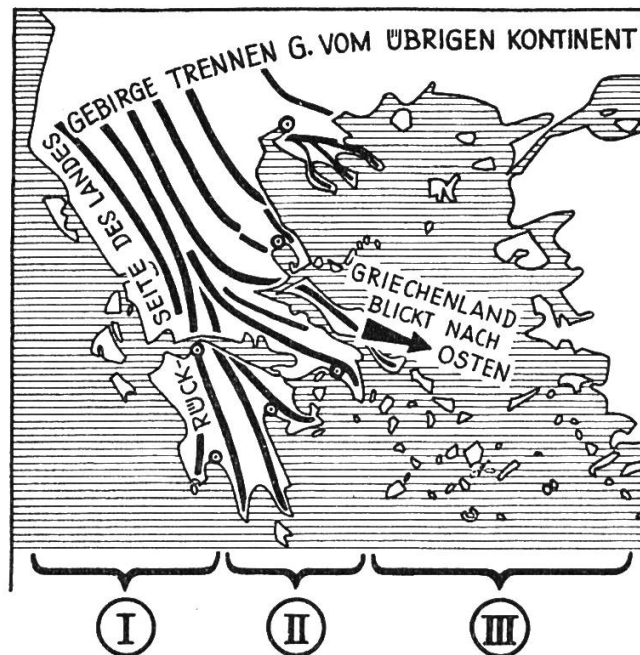 GEBIRGE TRENNEN G. VOM ÜBRIGEN KONTINENT
RÜCK-SEITE DES LANDES
GRIECHENLAND
BLICKT NACH
OSTEN
I
II
III